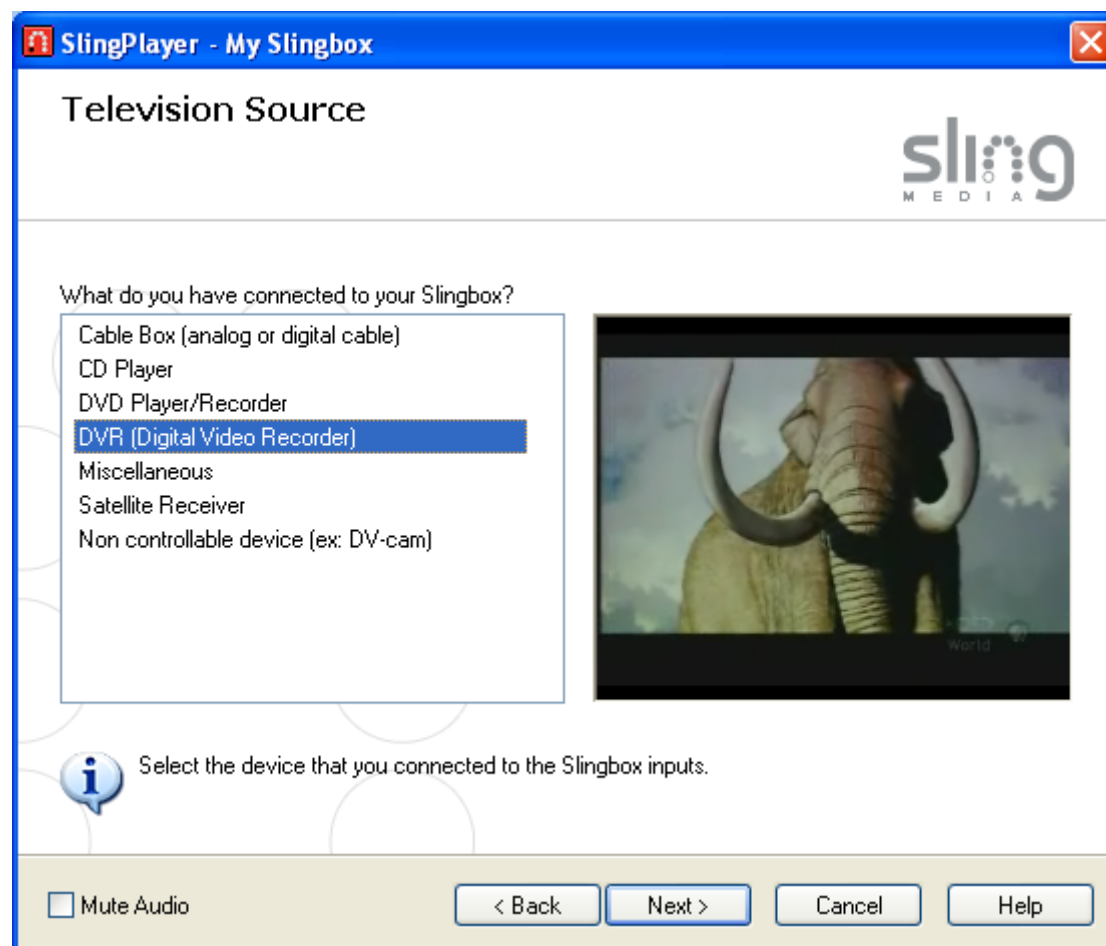 SlingPlayer - My Slingbox
Television Source
sling
MEDIA
What do you have connected to your Slingbox?
Cable Box (analog or digital cable)
CD Player
DVD Player/Recorder
DVR (Digital Video Recorder)
Miscellaneous
Satellite Receiver
Non controllable device (ex: DV-cam)
World
Select the device that you connected to the Slingbox inputs.
Mute Audio
< Back
Next >
Cancel
Help